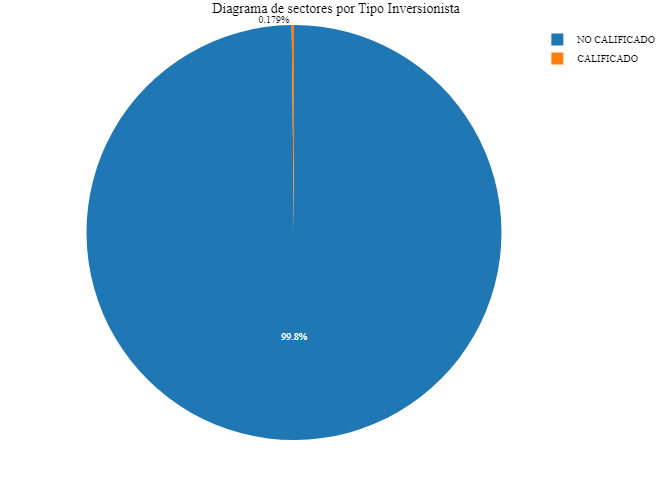 Diagrama de sectores por Tipo Inversionista
0.179%
NO CALIFICADO
CALIFICADO
99.8%